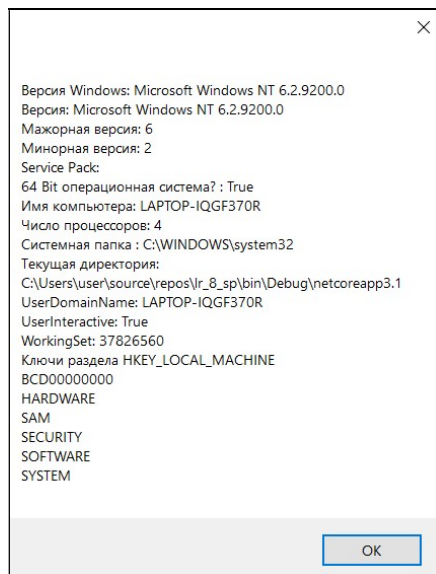 Версия Windows: Microsoft Windows NT 6.2.9200.0
Версия: Microsoft Windows NT 6.2.9200.0
Мажорная версия: 6
Минорная версия: 2
Service Pack:
64 Bit операционная система? : True
Имя компьютера: LAPTOP-IQGF370R
Число процессоров: 4
Системная папка : C:\WINDOWS\system32
Текущая директория:
C:\Users\user\source\repos\lr_8_sp\bin\Debug\netcoreapp3.1
UserDomainName: LAPTOP-IQGF370R
UserInteractive: True
WorkingSet: 37826560
Ключи раздела HKEY_LOCAL_MACHINE
BCD00000000
HARDWARE
SAM
SECURITY
SOFTWARE
SYSTEM
OK